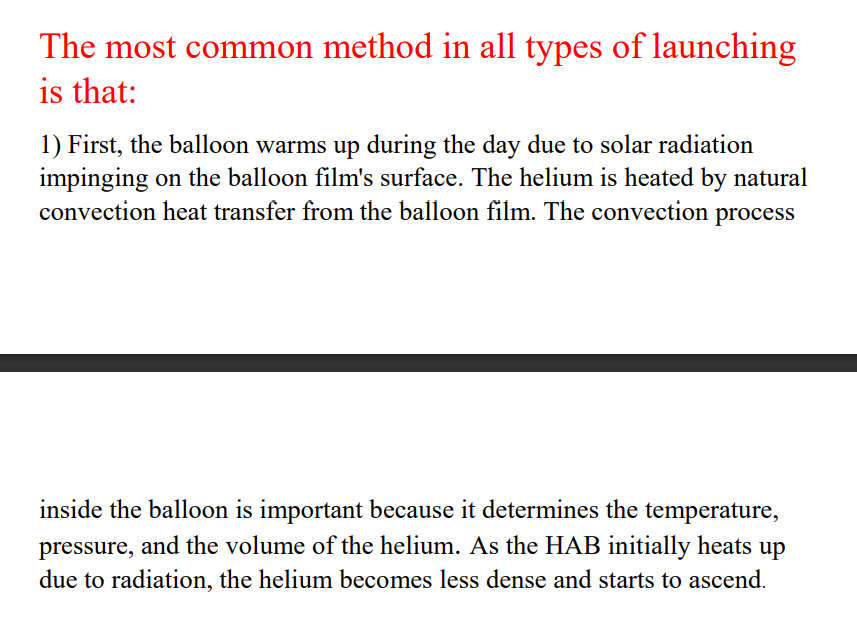 The most common method in all types of launching
is that:
1) First, the balloon warms up during the day due to solar radiation
impinging on the balloon film's surface. The helium is heated by natural
convection heat transfer from the balloon film. The convection process
inside the balloon is important because it determines the temperature,
pressure, and the volume of the helium. As the HAB initially heats up
due to radiation, the helium becomes less dense and starts to ascend.